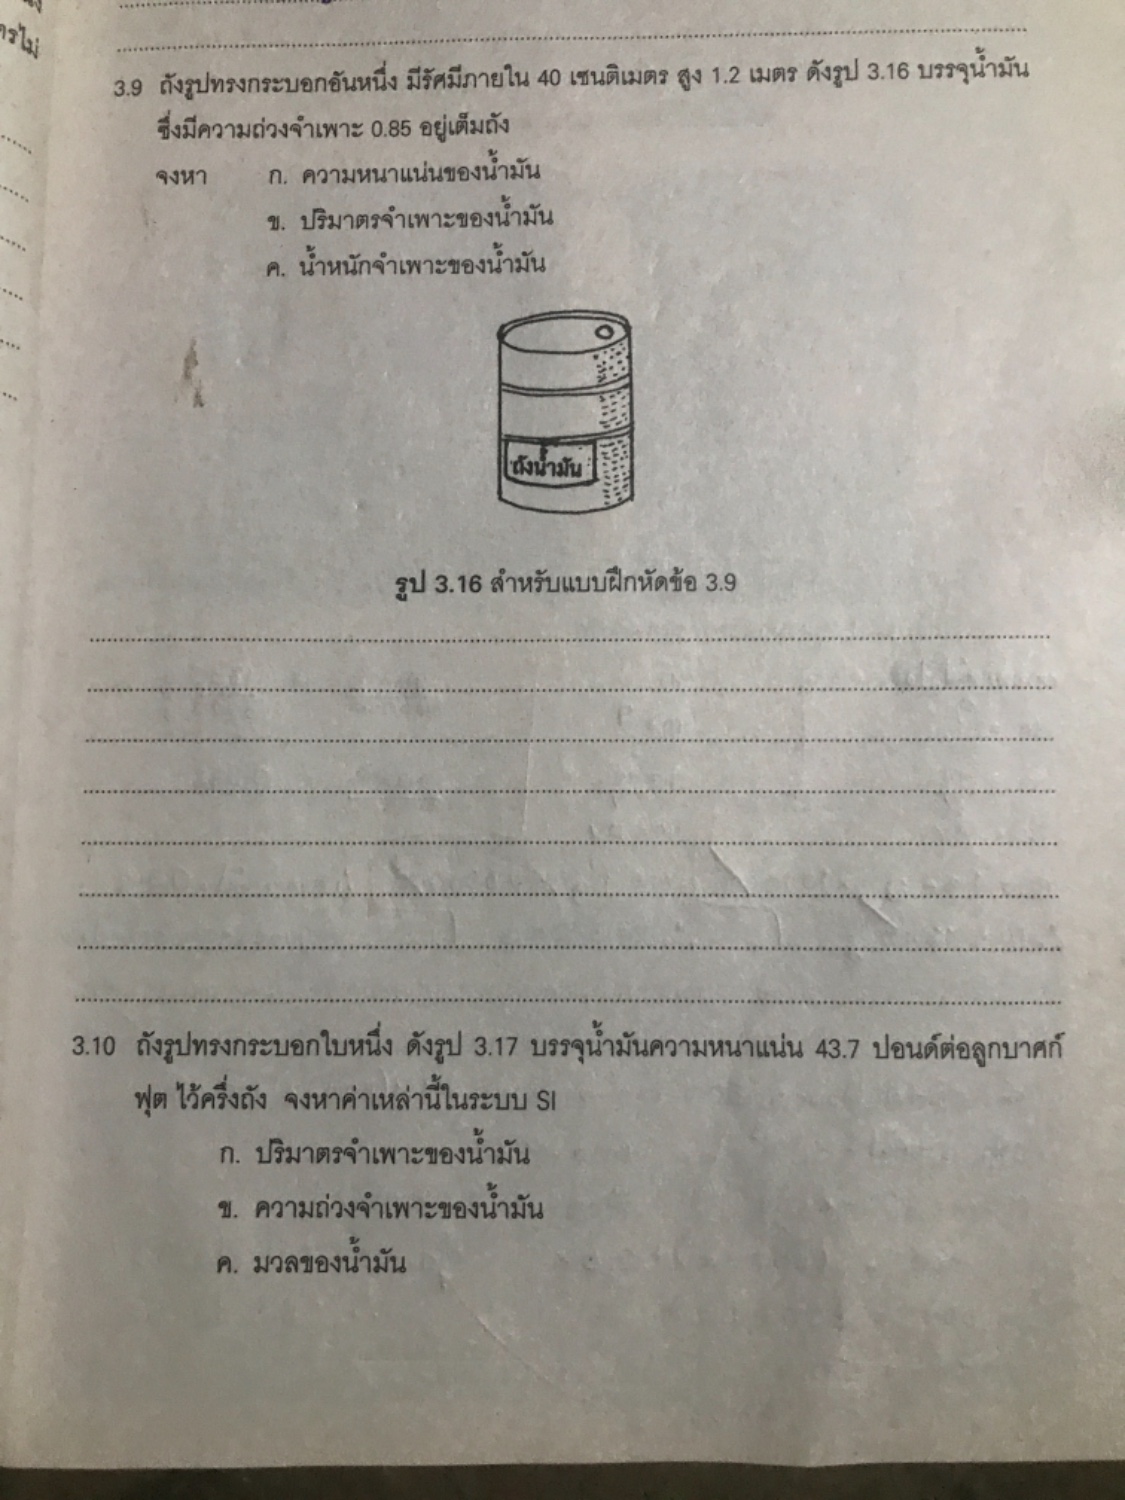 3.9 ถังรูปทรงกระบอกอันหนึ่ง มีรัศมีภายใน 40 เซนติเมตร สูง 1.2 เมตร ดังรูป 3.16 บรรจุน้ำมัน
ซึ่งมีความถ่วงจำเพาะ 0.85 อยู่เต็มถัง
จงหา ก. ความหนาแน่นของน้ำมัน
ข. ปริมาตรจำเพาะของน้ำมัน
ค. น้ำหนักจำเพาะของน้ำมัน
ถังน้ำมัน
รูป 3.16 สำหรับแบบฝึกหัดข้อ 3.9
3.10 ถังรูปทรงกระบอกใบหนึ่ง ดังรูป 3.17 บรรจุน้ำมันความหนาแน่น 43.7 ปอนด์ต่อลูกบาศก์
ฟุต ไว้ครึ่งถัง จงหาค่าเหล่านี้ในระบบ SI
ก. ปริมาตรจำเพาะของน้ำมัน
ข. ความถ่วงจำเพาะของน้ำมัน
ค. มวลของน้ำมัน